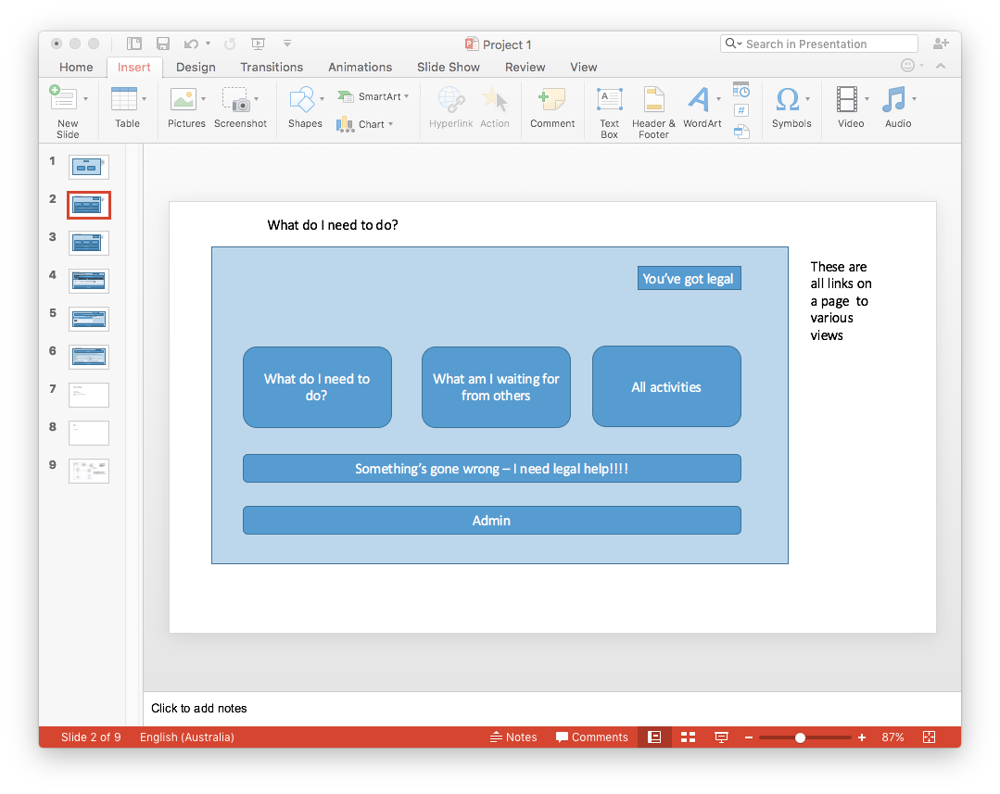 Project 1
Search in Presentation
Home Insert Design Transitions Animations Slide Show Review View
SmartArt
Chart
New
Slide
Table
Pictures
Screenshot
Shapes
Hyperlink
Action
Comment
Text
Box
Header &
Footer
WordArt
#
Symbols
Video
Audio
1
2
3
4
5
6
7
8
9
What do I need to do?
You've got legal
These are
all links on
a page to
various
views
What do I need to
do?
What am I waiting for
from others
All activities
Something's gone wrong – I need legal help!!!!
Admin
Click to add notes
Slide 2 of 9 English (Australia) Notes Comments 87%